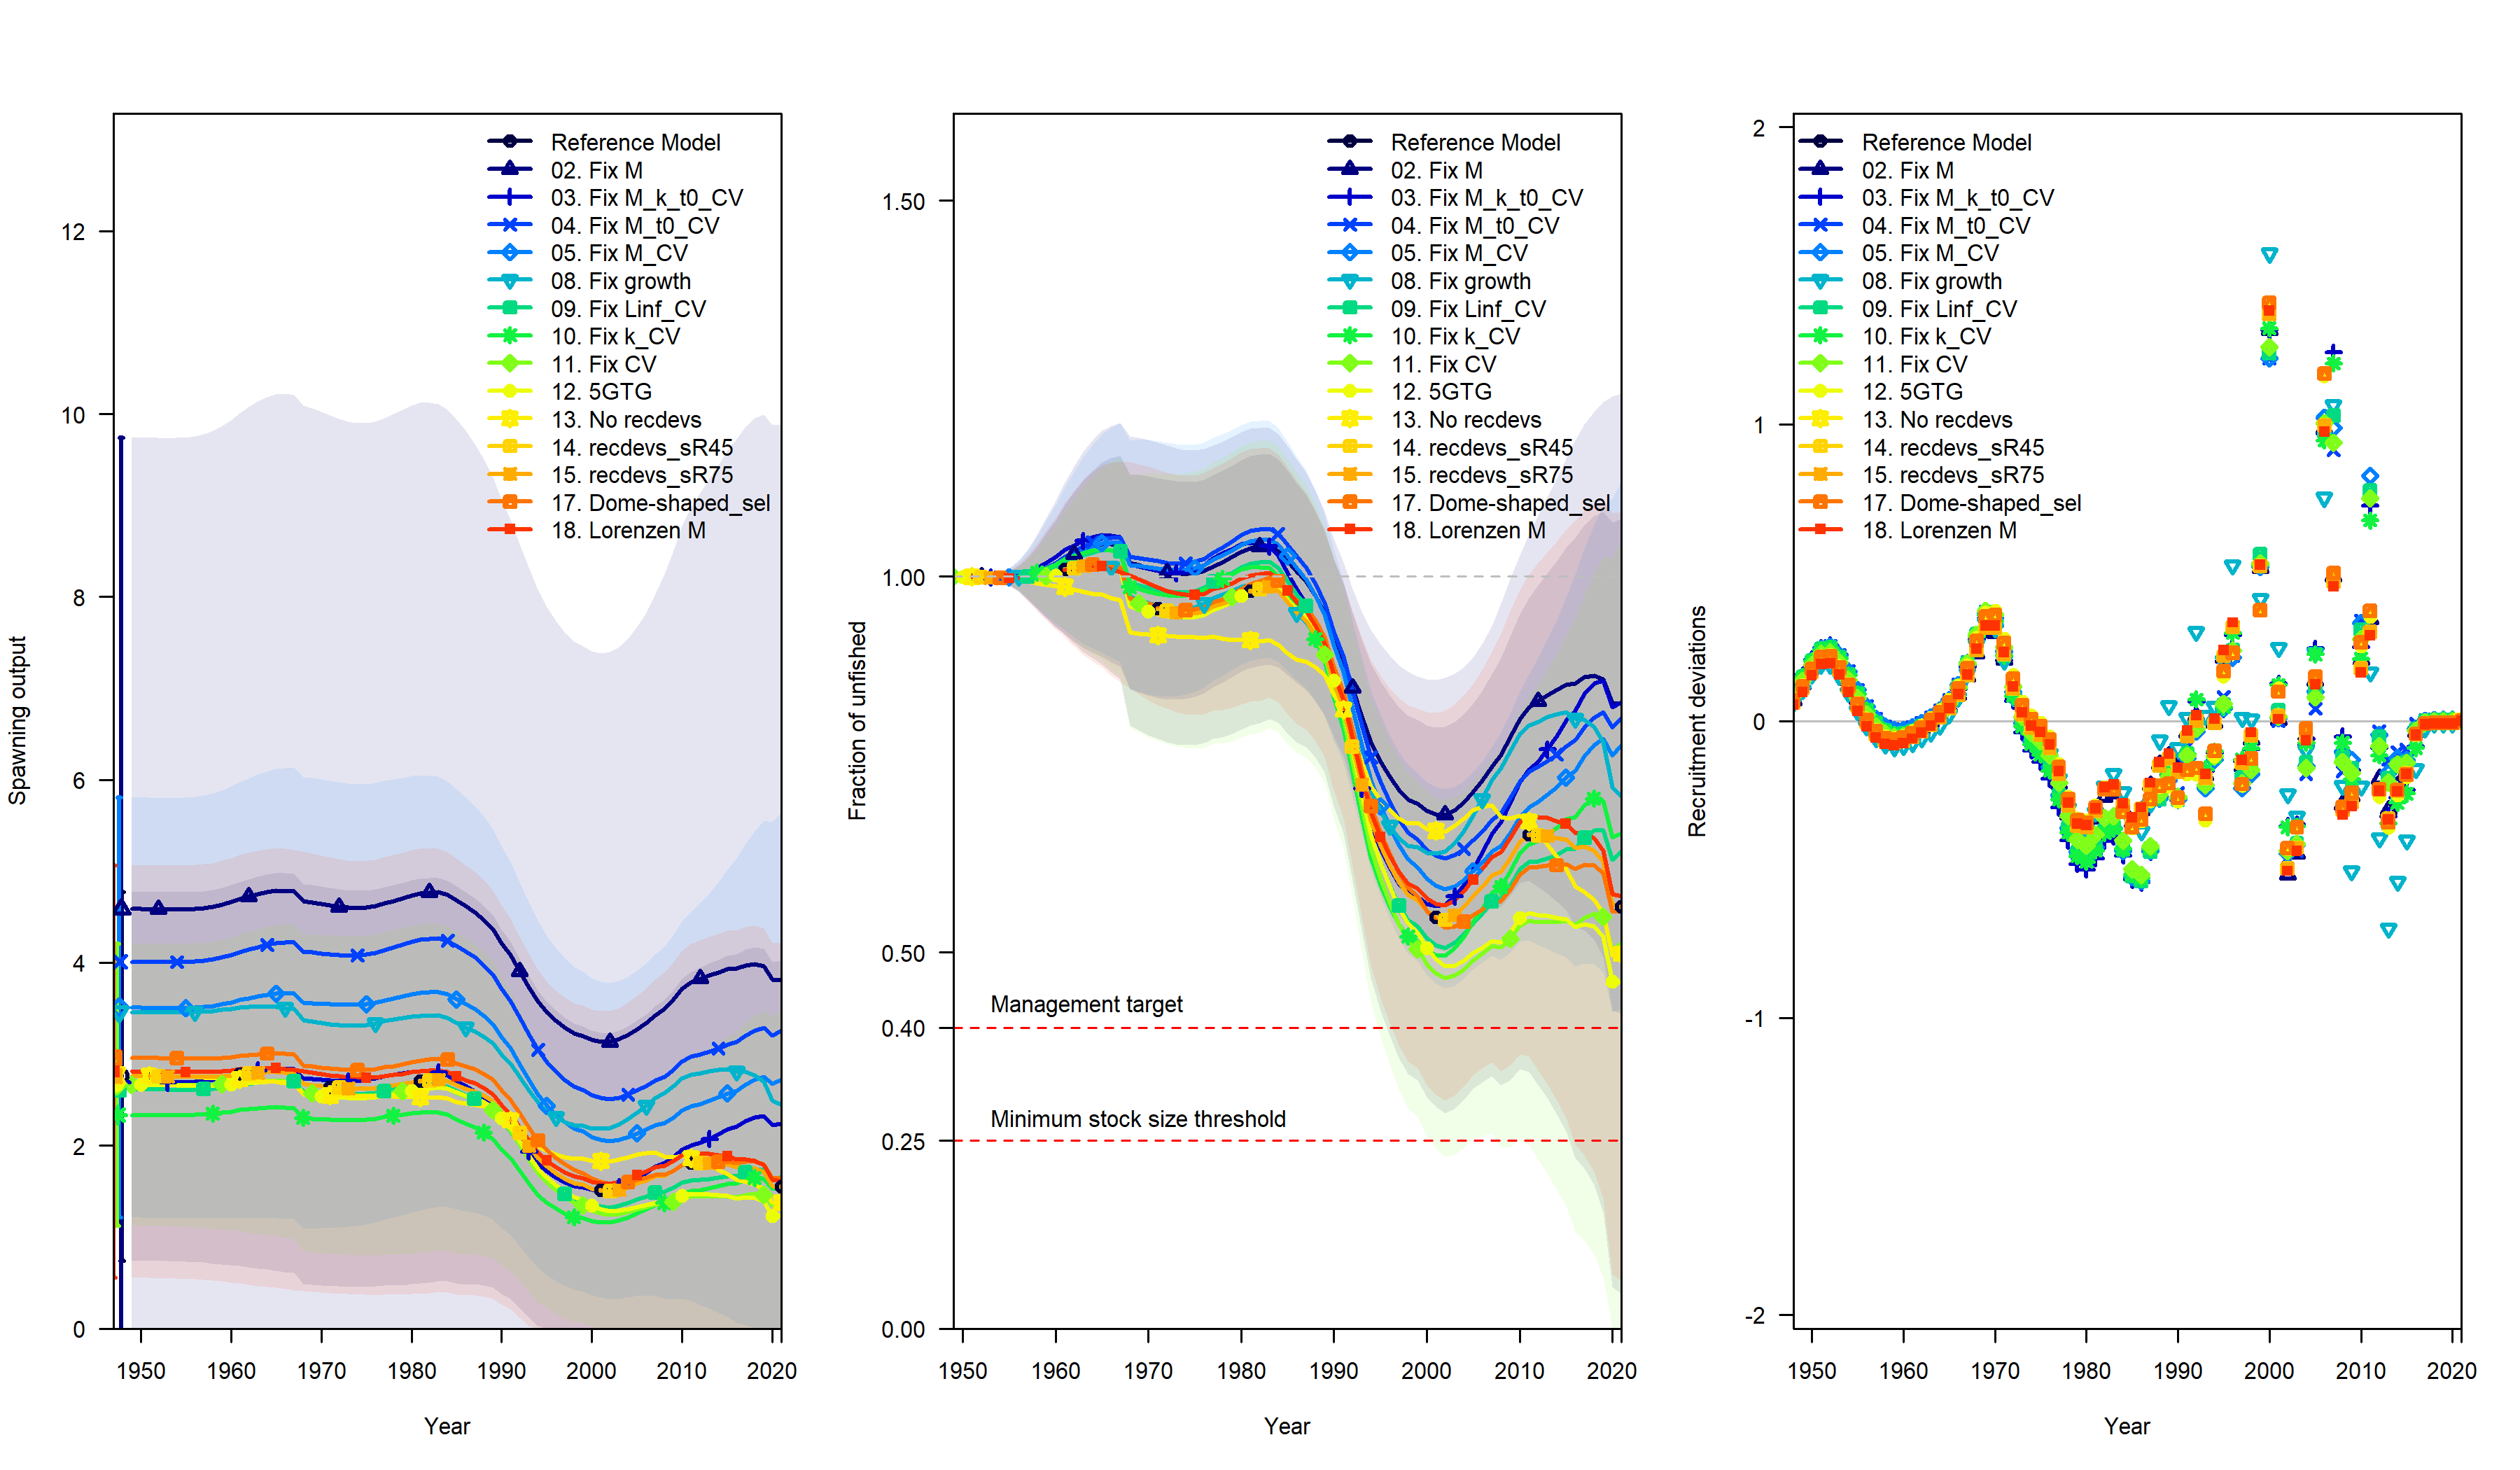 Spawning output
12
10
8
6
4
2
0
1950 1960 1970 1980 1990 2000 2010 2020
Year
Reference Model
02. Fix M
03. Fix M_k_t0_CV
04. Fix M_t0_CV
05. Fix M_CV
08. Fix growth
09. Fix Linf_CV
10. Fix k_CV
11. Fix CV
12. 5GTG
13. No recdevs
14. recdevs_sR45
15. recdevs_sR75
17. Dome-shaped_sel
18. Lorenzen M
Fraction of unfished
1.50
1.00
0.50
0.40
0.25
0.00
Management target
Minimum stock size threshold
1950 1960 1970 1980 1990 2000 2010 2020
Year
Reference Model
02. Fix M
03. Fix M_k_t0_CV
04. Fix M_t0_CV
05. Fix M_CV
08. Fix growth
09. Fix Linf_CV
10. Fix k_CV
11. Fix CV
12. 5GTG
13. No recdevs
14. recdevs_sR45
15. recdevs_sR75
17. Dome-shaped_sel
18. Lorenzen M
Recruitment deviations
2
1
0
-1
-2
1950 1960 1970 1980 1990 2000 2010 2020
Year
Reference Model
02. Fix M
03. Fix M_k_t0_CV
04. Fix M_t0_CV
05. Fix M_CV
08. Fix growth
09. Fix Linf_CV
10. Fix k_CV
11. Fix CV
12. 5GTG
13. No recdevs
14. recdevs_sR45
15. recdevs_sR75
17. Dome-shaped_sel
18. Lorenzen M